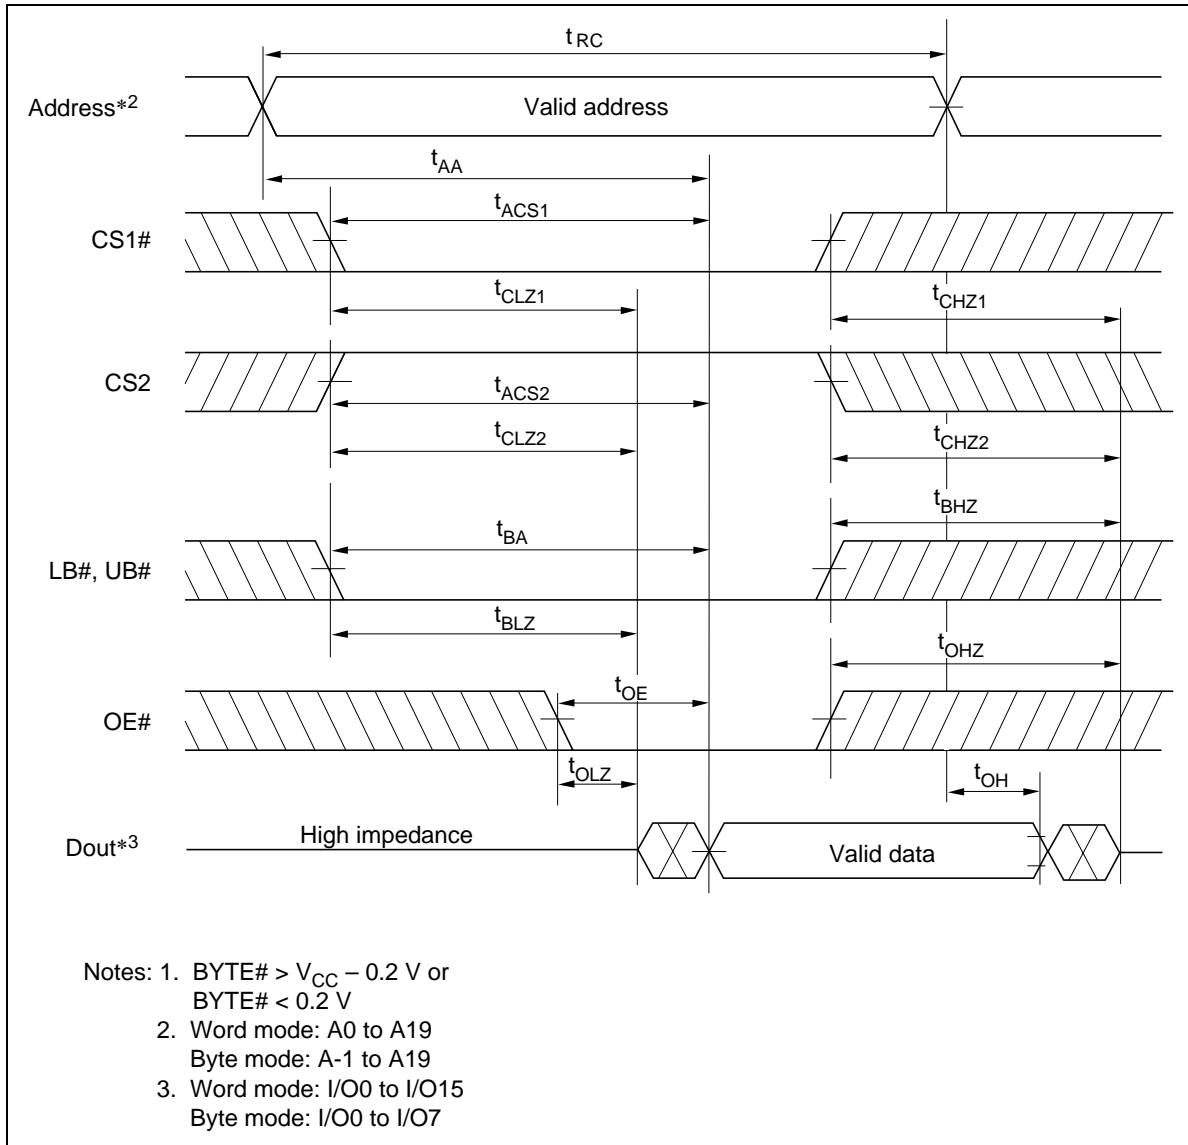 tRC
Address*2
Valid address
tAA
tACS1
CS1#
tCLZ1
tCHZ1
CS2
tACS2
tCLZ2
tCHZ2
tBHZ
tBA
LB#, UB#
tBLZ
tOHZ
tOE
OE#
tOLZ
tOH
High impedance
Dout*3
Valid data
Notes: 1. BYTE# > VCC – 0.2 V or
BYTE# < 0.2 V
2. Word mode: A0 to A19
Byte mode: A-1 to A19
3. Word mode: I/O0 to I/O15
Byte mode: I/O0 to I/O7